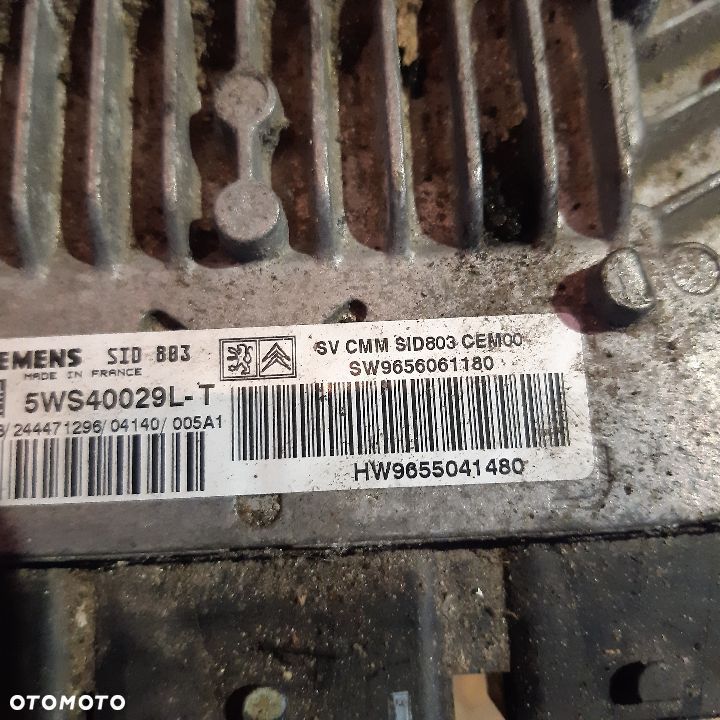 EMENS SID 803
MADE IN FRANCE
5WS40029L-T
/244471296/04140/005A1
SV CMM SID803 CEM00
SW9656061180
HW9655041480
OTOMOTO